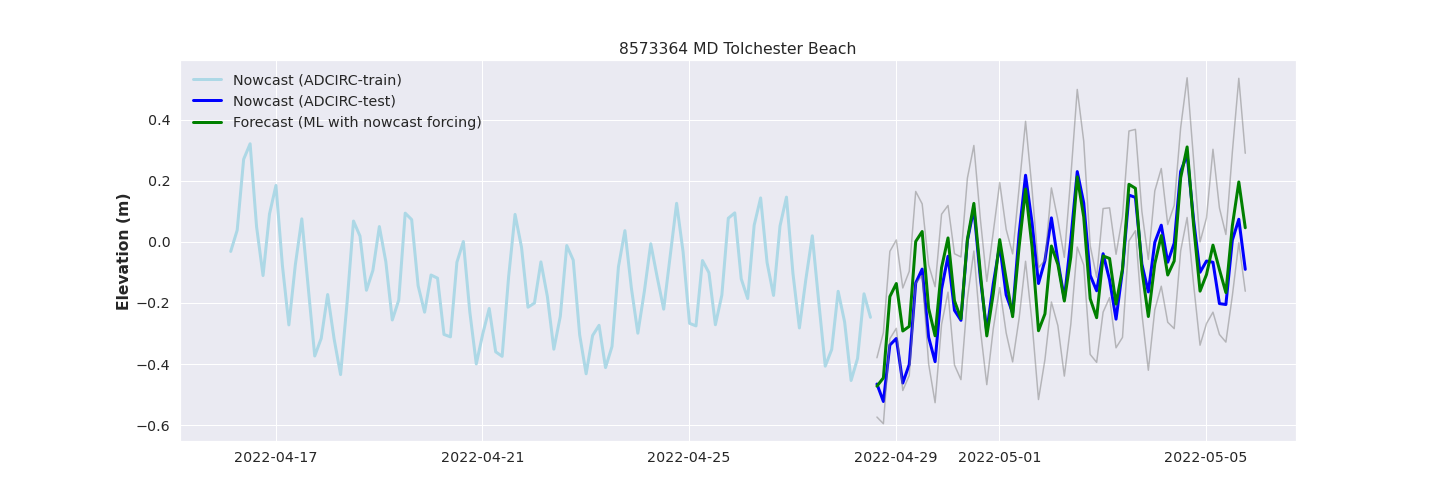 8573364 MD Tolchester Beach
Nowcast (ADCIRC-train)
Nowcast (ADCIRC-test)
Forecast (ML with nowcast forcing)
Elevation (m)
0.4
0.2
0.0
−0.2
−0.4
−0.6
2022-04-17 2022-04-21 2022-04-25 2022-04-29 2022-05-01 2022-05-05